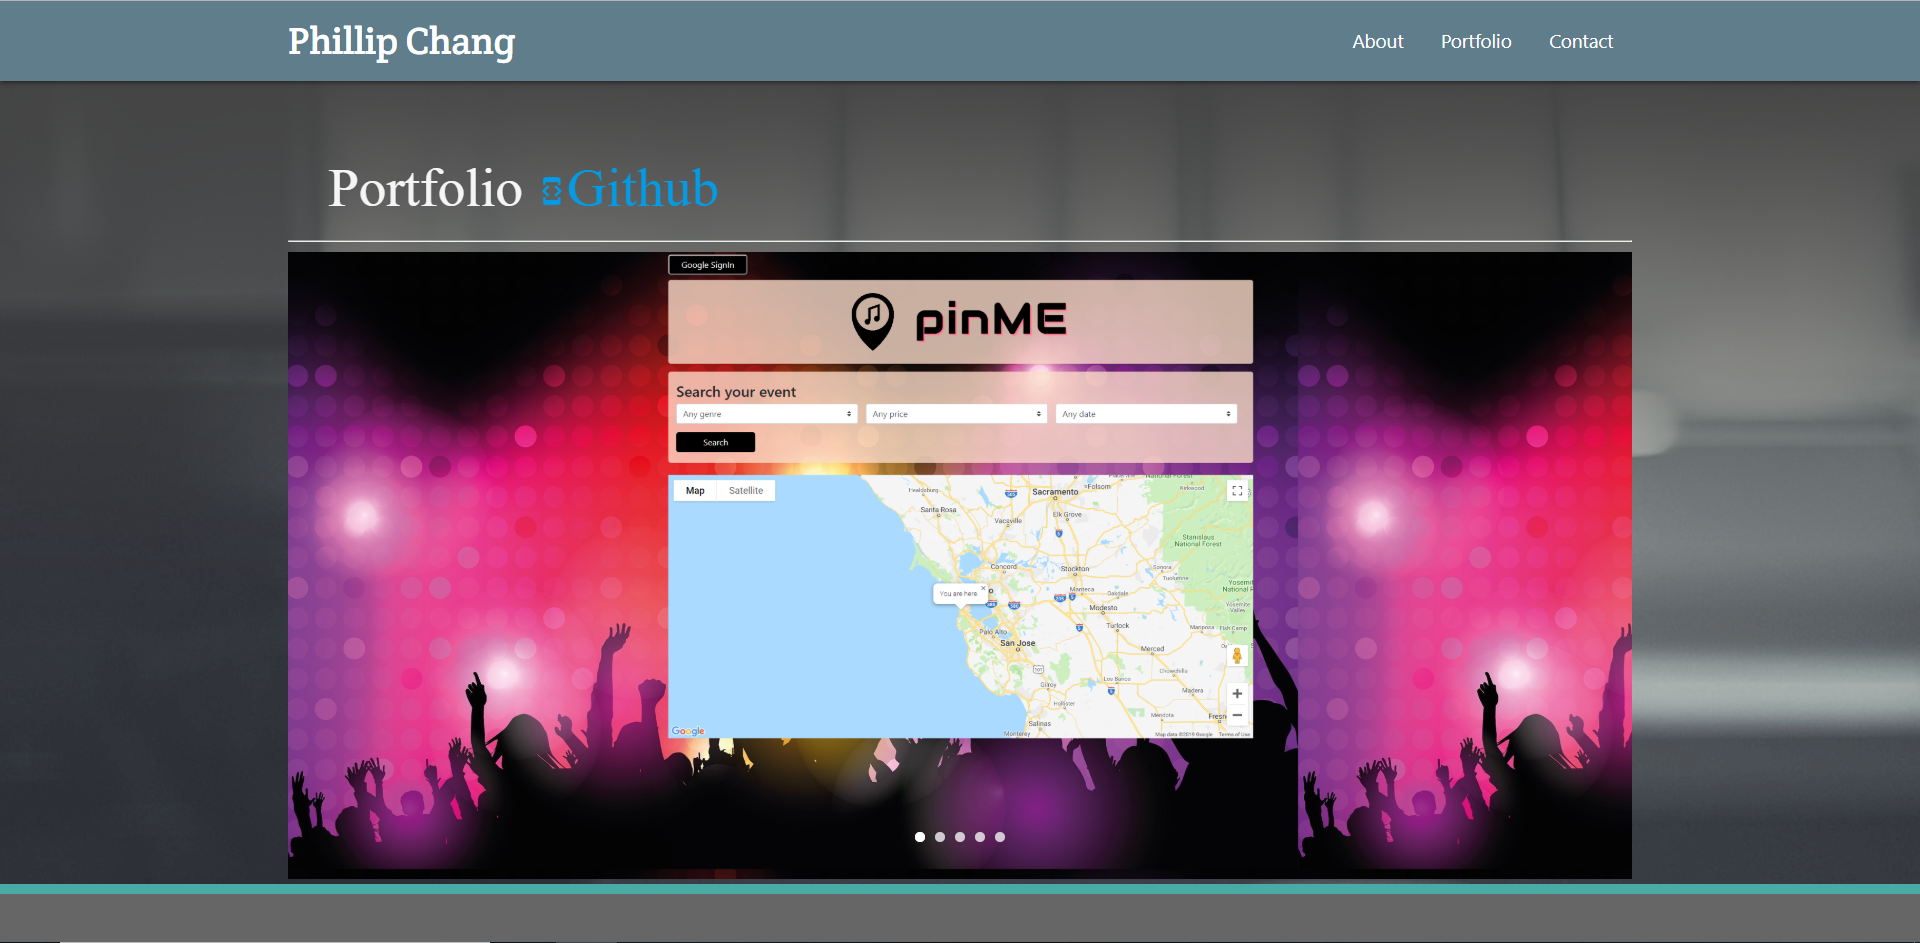 Phillip Chang
About Portfolio Contact
Portfolio Github
Google SignIn
pinME
Search your event
Any genre Any price Any date
Search
Map Satellite
Healdsburg
Santa Rosa
Sacramento
Folsom
Kirkwood
Vacaville
Elk Grove
Stanislaus
National Forest
Concord
Stockton
Sonora
Tuolumne
Yosemi
National F
You are here
Manteca
Oakdale
Modesto
Yosemite
Valley
Palo Alto
San Jose
Turlock
Mariposa
Fish Camp
Merced
Chowchilla
Gilroy
Los Banos
Madera
Hollister
Mendota
Fresn
Salinas
Monterey
Google
Map data ©2019 Google Terms of Use